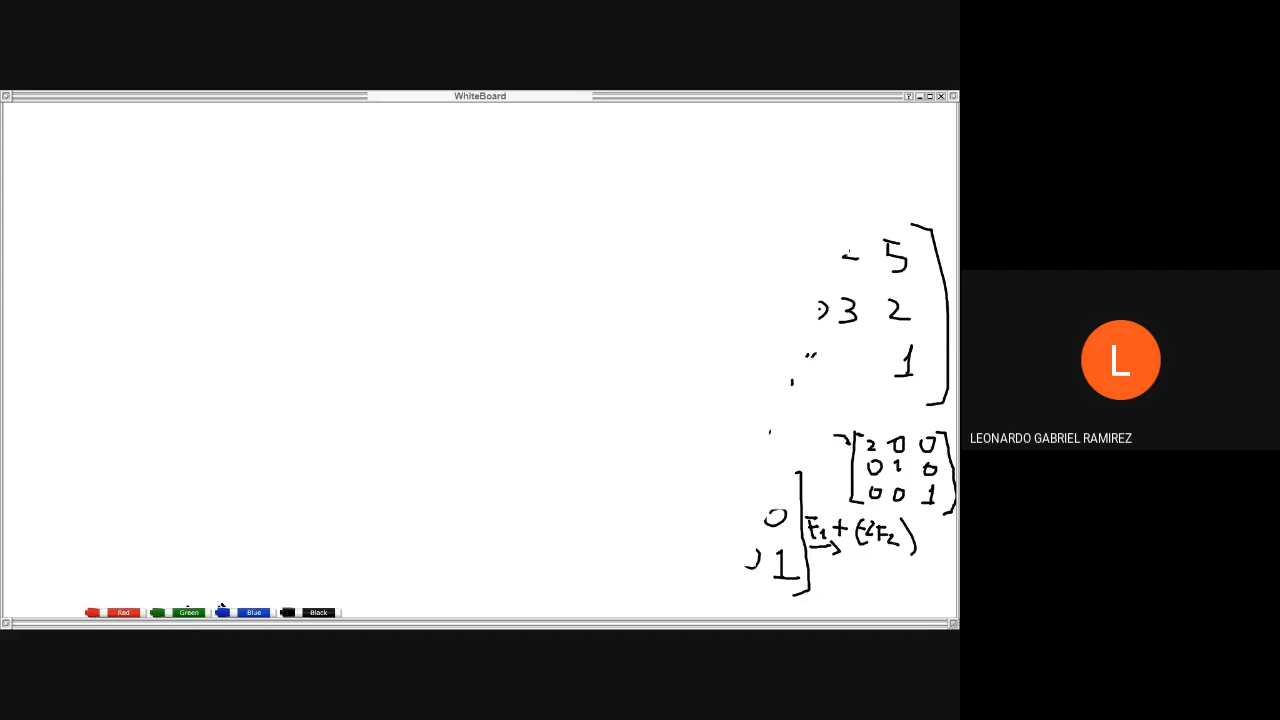 WhiteBoard
- 5
3 2
1
2 0 0
0 1 0
0 0 1
0
F₁ + (-2F₂)
1
L
LEONARDO GABRIEL RAMIREZ
Red Green Blue Black